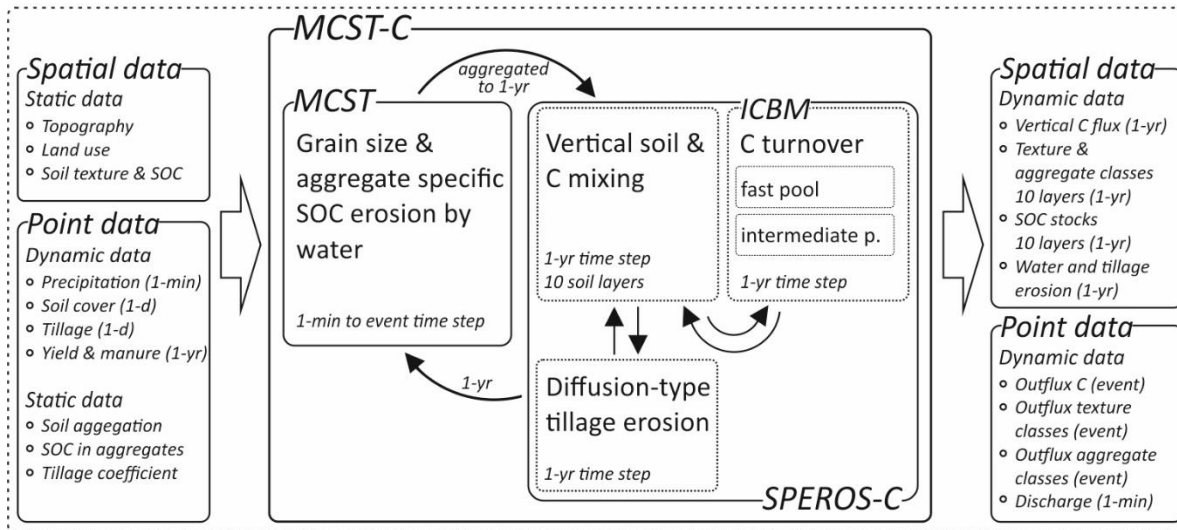 MCST-C
Spatial data
Static data
Topography
Land use
Soil texture & SOC
Point data
Dynamic data
Precipitation (1-min)
Soil cover (1-d)
Tillage (1-d)
Yield & manure (1-yr)
Static data
Soil aggegation
SOC in aggregates
Tillage coefficient
aggregated
to 1-yr
MCST
Grain size &
aggregate specific
SOC erosion by
water
1-min to event time step
1-yr
Vertical soil &
C mixing
1-yr time step
10 soil layers
ICBM
C turnover
fast pool
intermediate p.
1-yr time step
Diffusion-type
tillage erosion
1-yr time step
SPEROS-C
Spatial data
Dynamic data
Vertical C flux (1-yr)
Texture &
aggregate classes
10 layers (1-yr)
SOC stocks
10 layers (1-yr)
Water and tillage
erosion (1-yr)
Point data
Dynamic data
Outflux C (event)
Outflux texture
classes (event)
Outflux aggregate
classes (event)
Discharge (1-min)